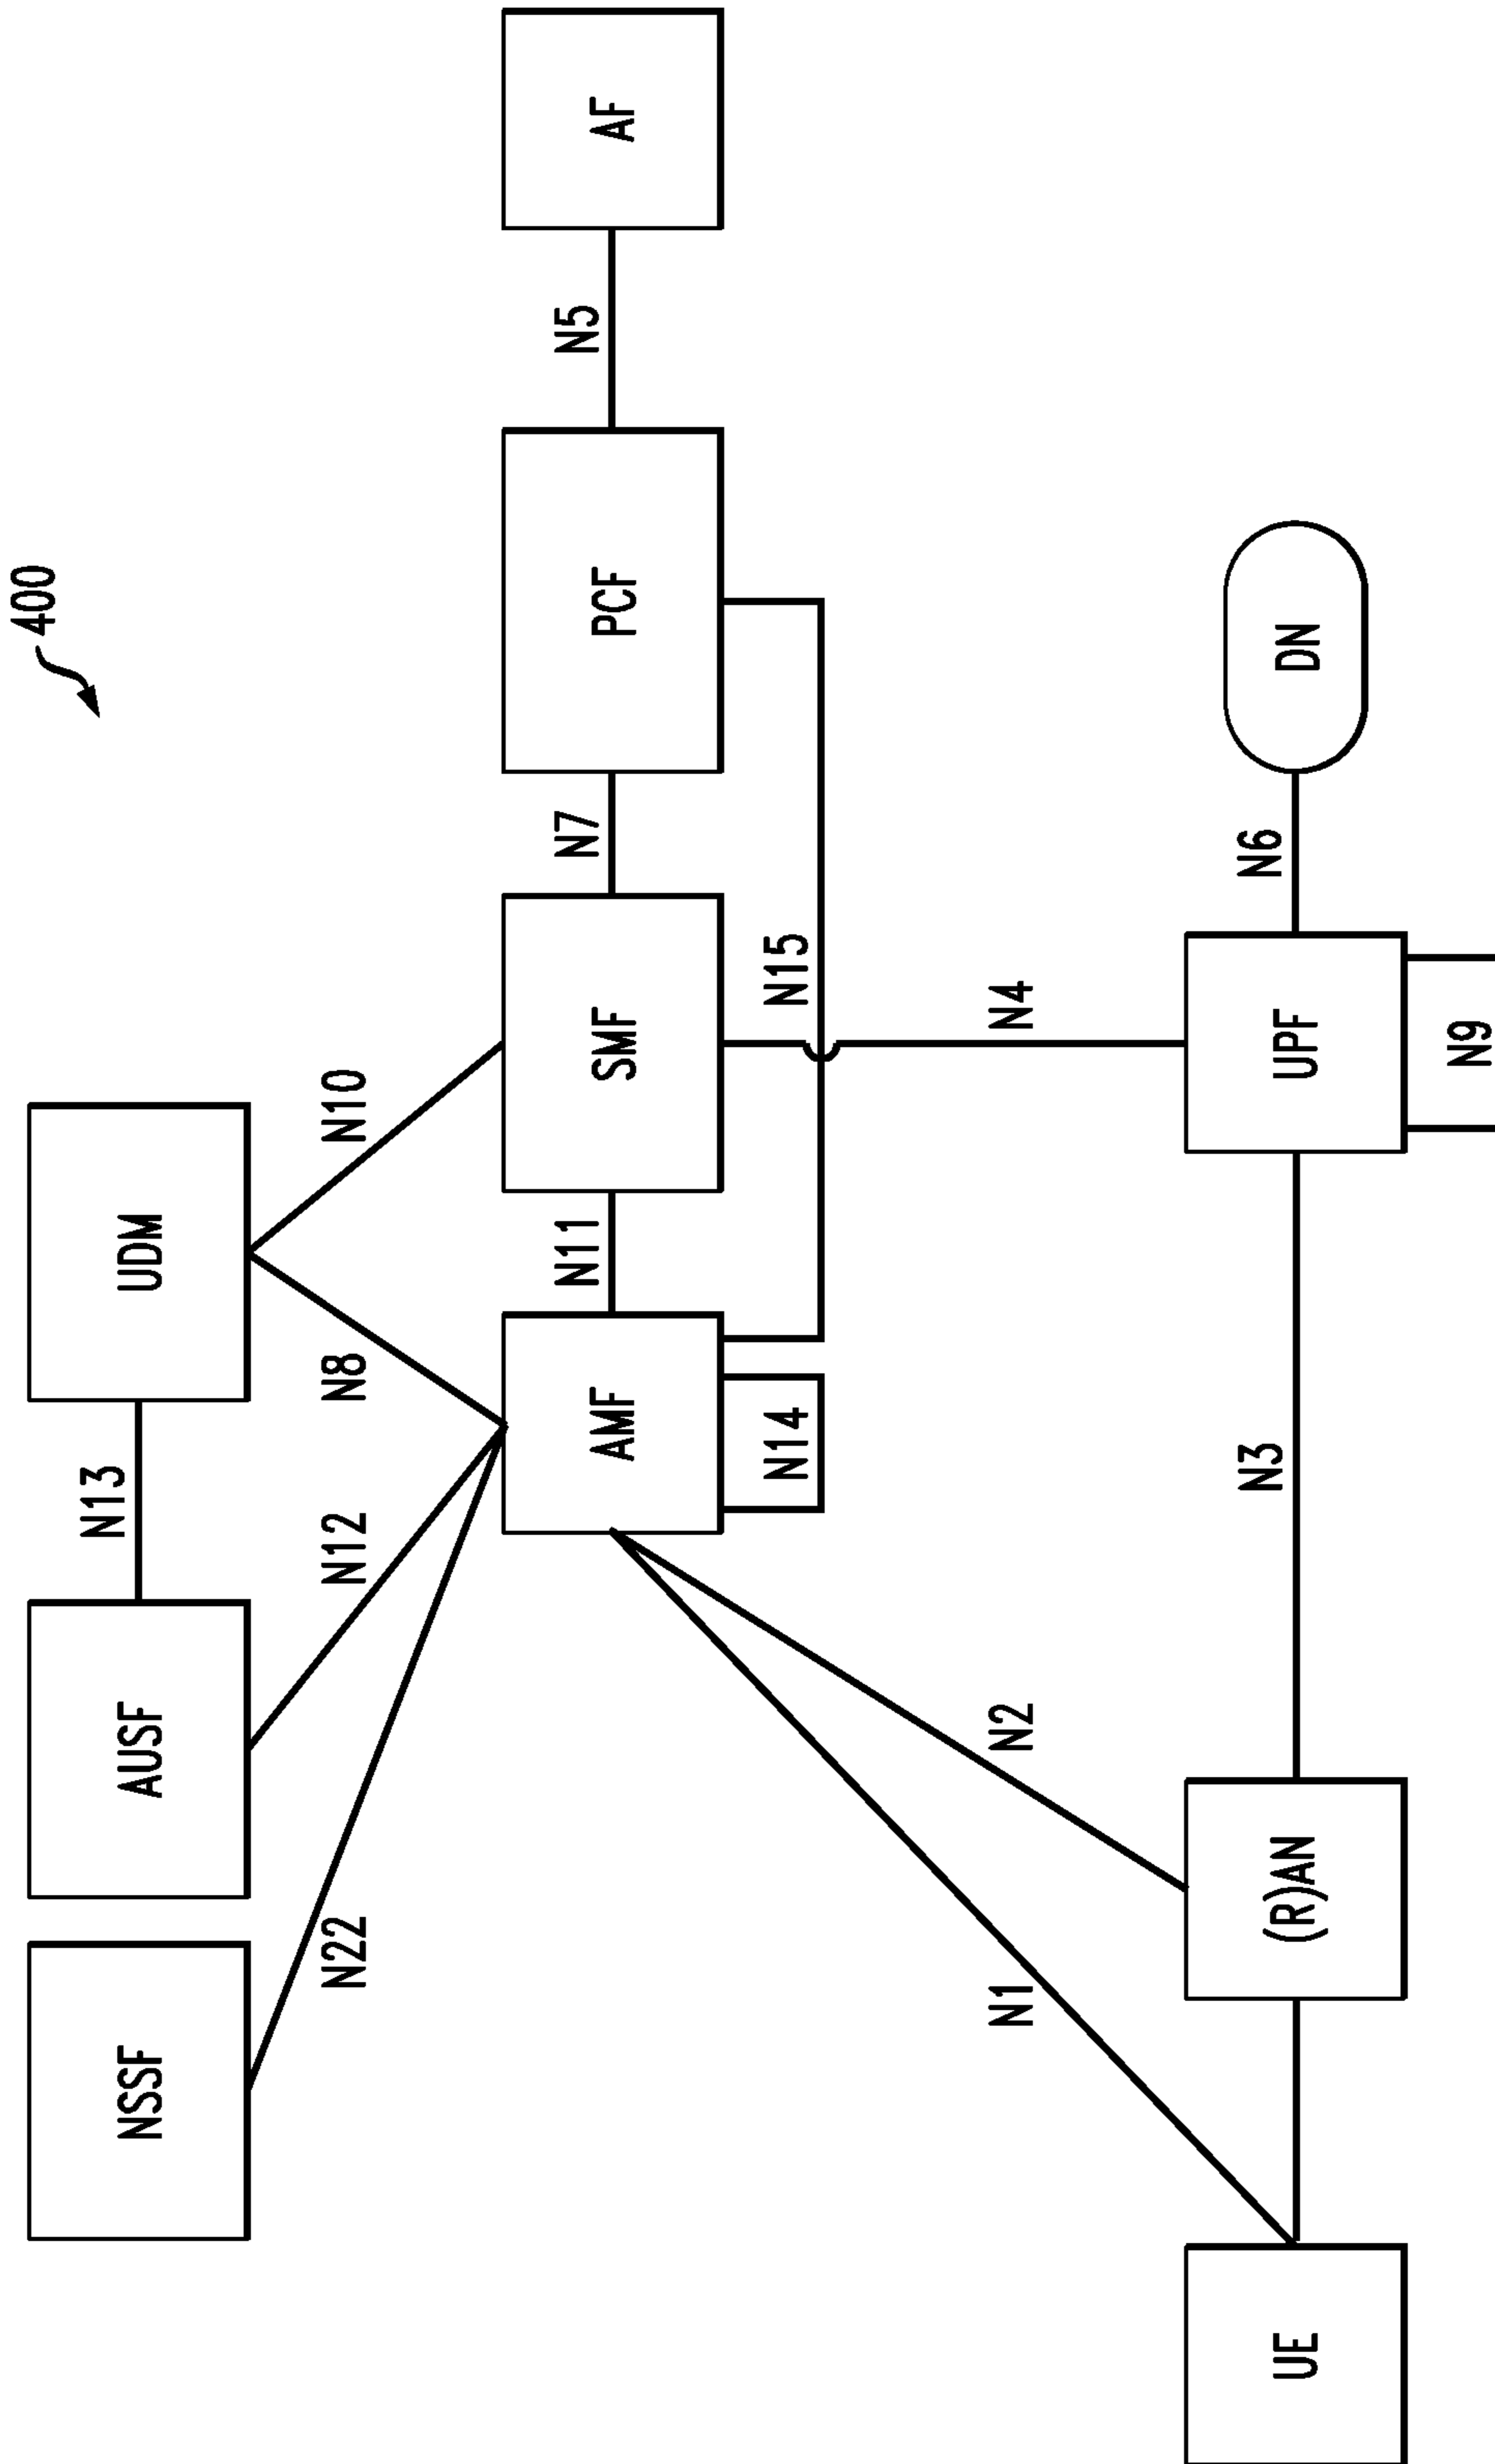 400
NSSF
AUSF
N13
UDM
N22
N12
N8
N10
AMF
N11
SMF
N7
PCF
N5
AF
N14
N15
N1
N2
N4
UE
(R)AN
N3
UPF
N6
DN
N9